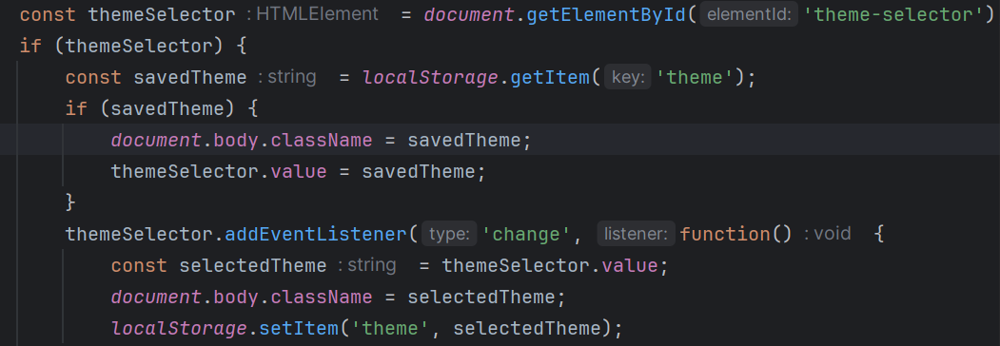 const themeSelector : HTMLElement = document.getElementById( elementId: 'theme-selector')
if (themeSelector) {
const savedTheme : string = localStorage.getItem( key: 'theme');
if (savedTheme) {
document.body.className = savedTheme;
themeSelector.value = savedTheme;
}
themeSelector.addEventListener( type: 'change', listener: function() : void {
const selectedTheme : string = themeSelector.value;
document.body.className = selectedTheme;
localStorage.setItem('theme', selectedTheme);